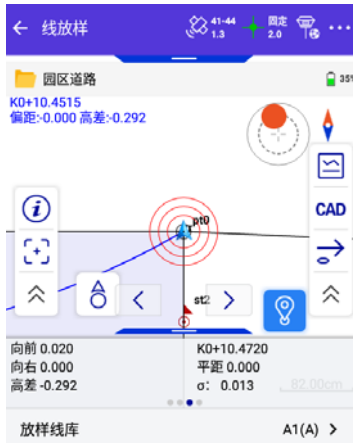 线放样
41-44
1.3
固定
2.0
园区道路
35%
K0+10.4515
偏距:-0.000 高差:-0.292
CAD
pt0
st2
向前 0.020
K0+10.4720
向右 0.000
平距 0.000
高差 -0.292
σ: 0.013
82.00cm
放样线库
A1(A)